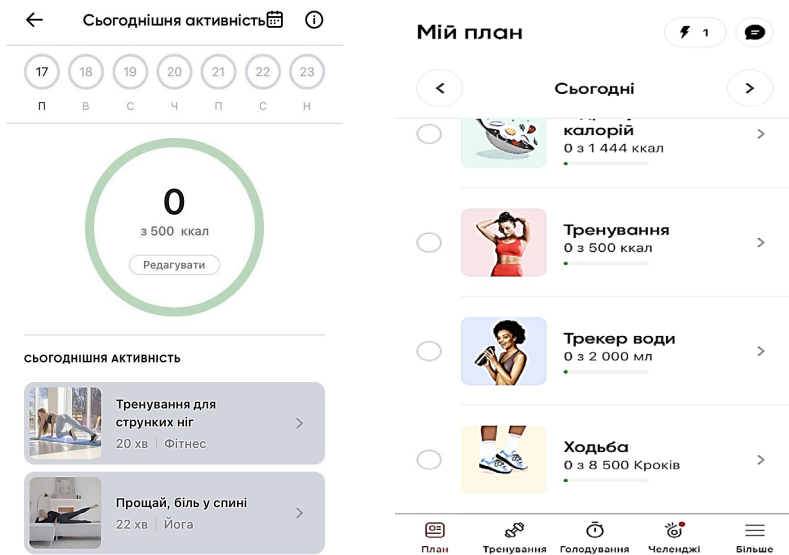 Сьогоднішня активність
17 18 19 20 21 22 23
П В С Ч П С Н
0
з 500 ккал
Редагувати
СЬОГОДНІШНЯ АКТИВНІСТЬ
Тренування для
струнких ніг
20 хв | Фітнес
Прощай, біль у спині
22 хв | Йога
Мій план
1
Сьогодні
калорій
0 з 1 444 ккал
Тренування
0 з 500 ккал
Трекер води
0 з 2 000 мл
Ходьба
0 з 8 500 Кроків
План Тренування Голодування Челенджі Більше